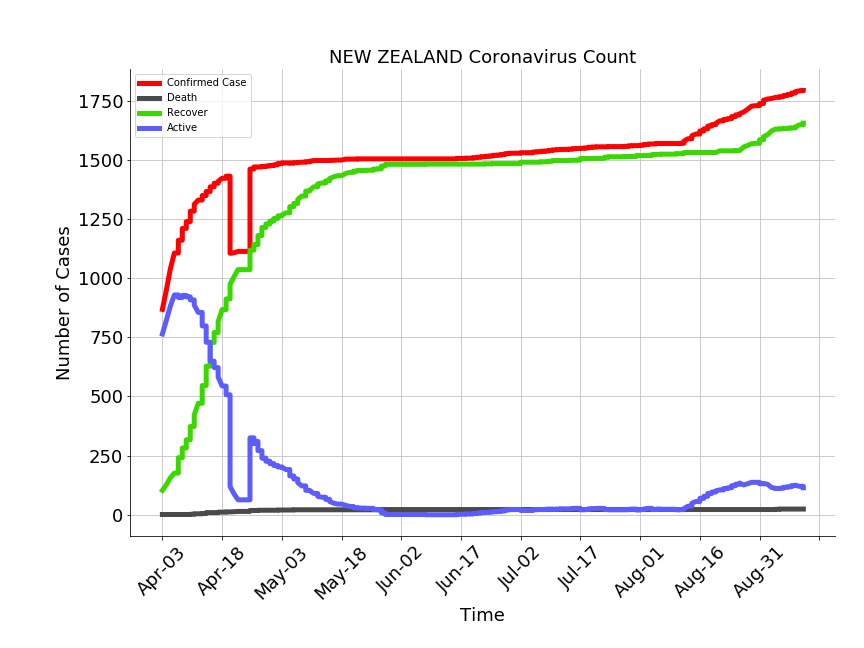 NEW ZEALAND Coronavirus Count
Confirmed Case
Death
Recover
Active
Number of Cases
1750
1500
1250
1000
750
500
250
0
Apr-03
Apr-18
May-03
May-18
Jun-02
Jun-17
Jul-02
Jul-17
Aug-01
Aug-16
Aug-31
Time